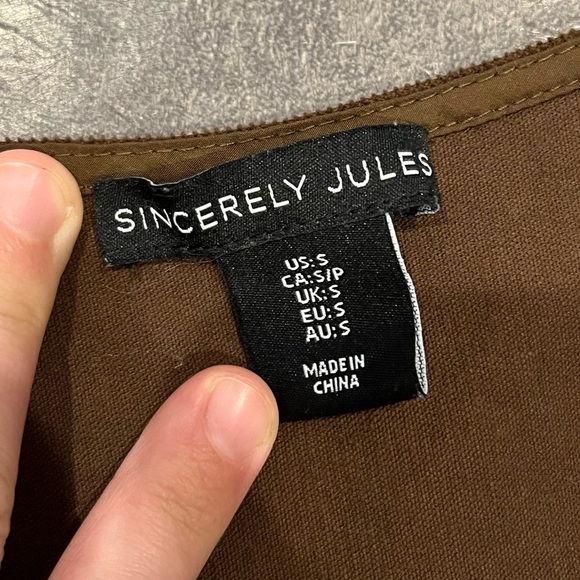 SINCERELY JULES
US:S
CA:S/P
UK:S
EU:S
AU:S
MADE IN
CHINA